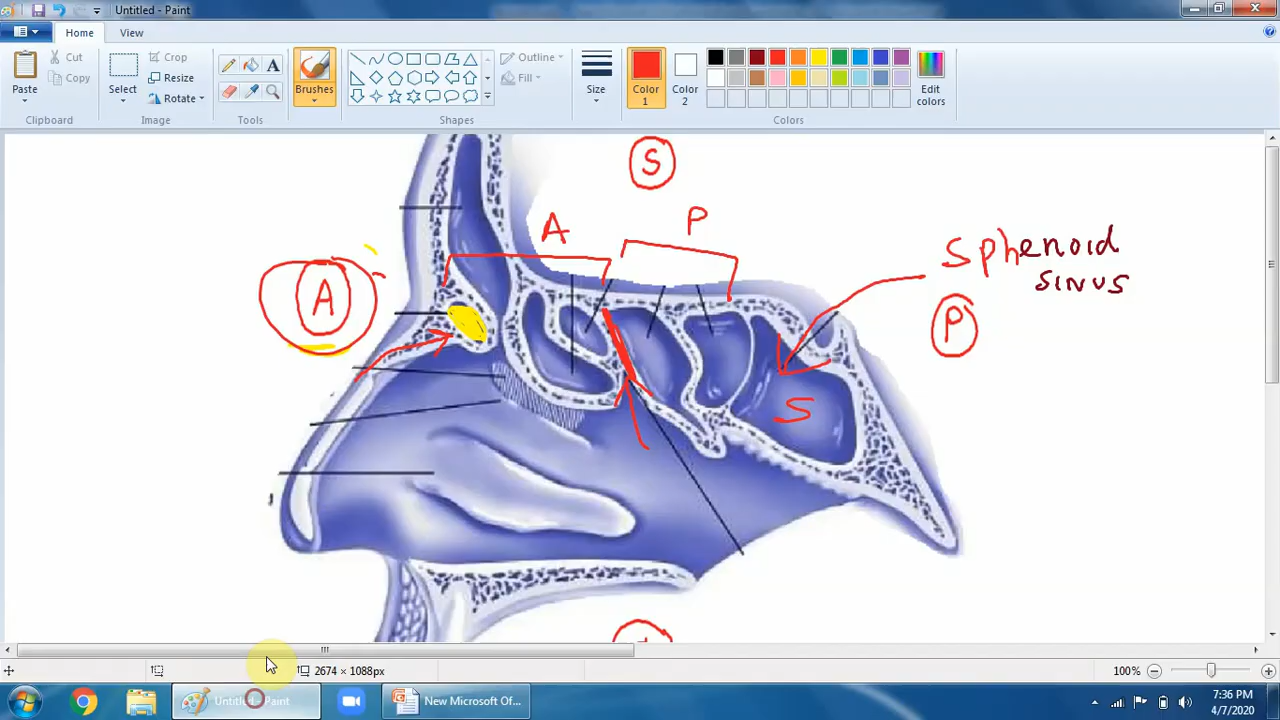 Untitled - Paint
Home
View
Paste
Cut
Copy
Clipboard
Select
Crop
Resize
Rotate
Image
Tools
Brushes
Shapes
Outline
Fill
Size
Color 1
Color 2
Edit colors
Colors
S
A
P
A
Sphenoid
sinus
P
S
2674 × 1088px
100%
Untitled - Paint
New Microsoft Of...
7:36 PM
4/7/2020